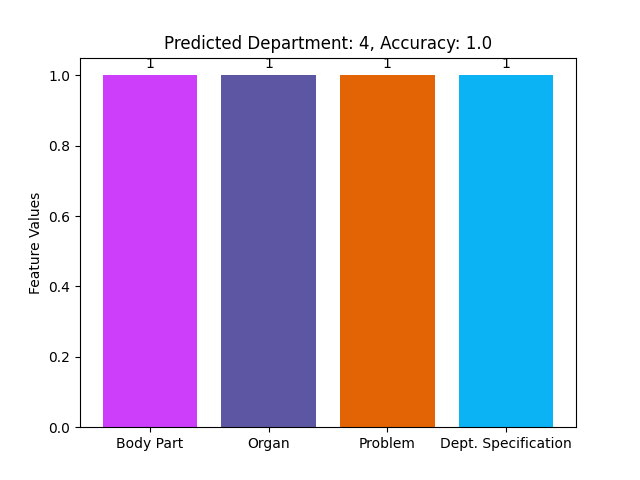 Predicted Department: 4, Accuracy: 1.0
1 1 1 1
1.0
0.8
0.6
0.4
0.2
0.0
Feature Values
Body Part Organ Problem Dept. Specification